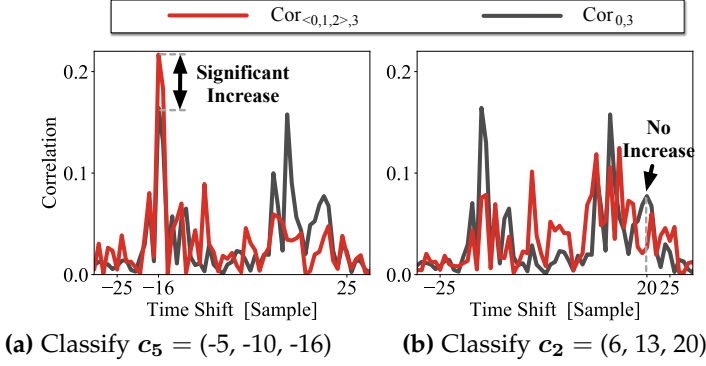 Cor<0,1,2>,3 Cor0,3
0.2
0.1
0.0
Correlation
Significant
Increase
−25 −16 25
Time Shift [Sample]
(a) Classify c5 = (-5, -10, -16)
0.2
0.1
0.0
No
Increase
−25 20 25
Time Shift [Sample]
(b) Classify c2 = (6, 13, 20)